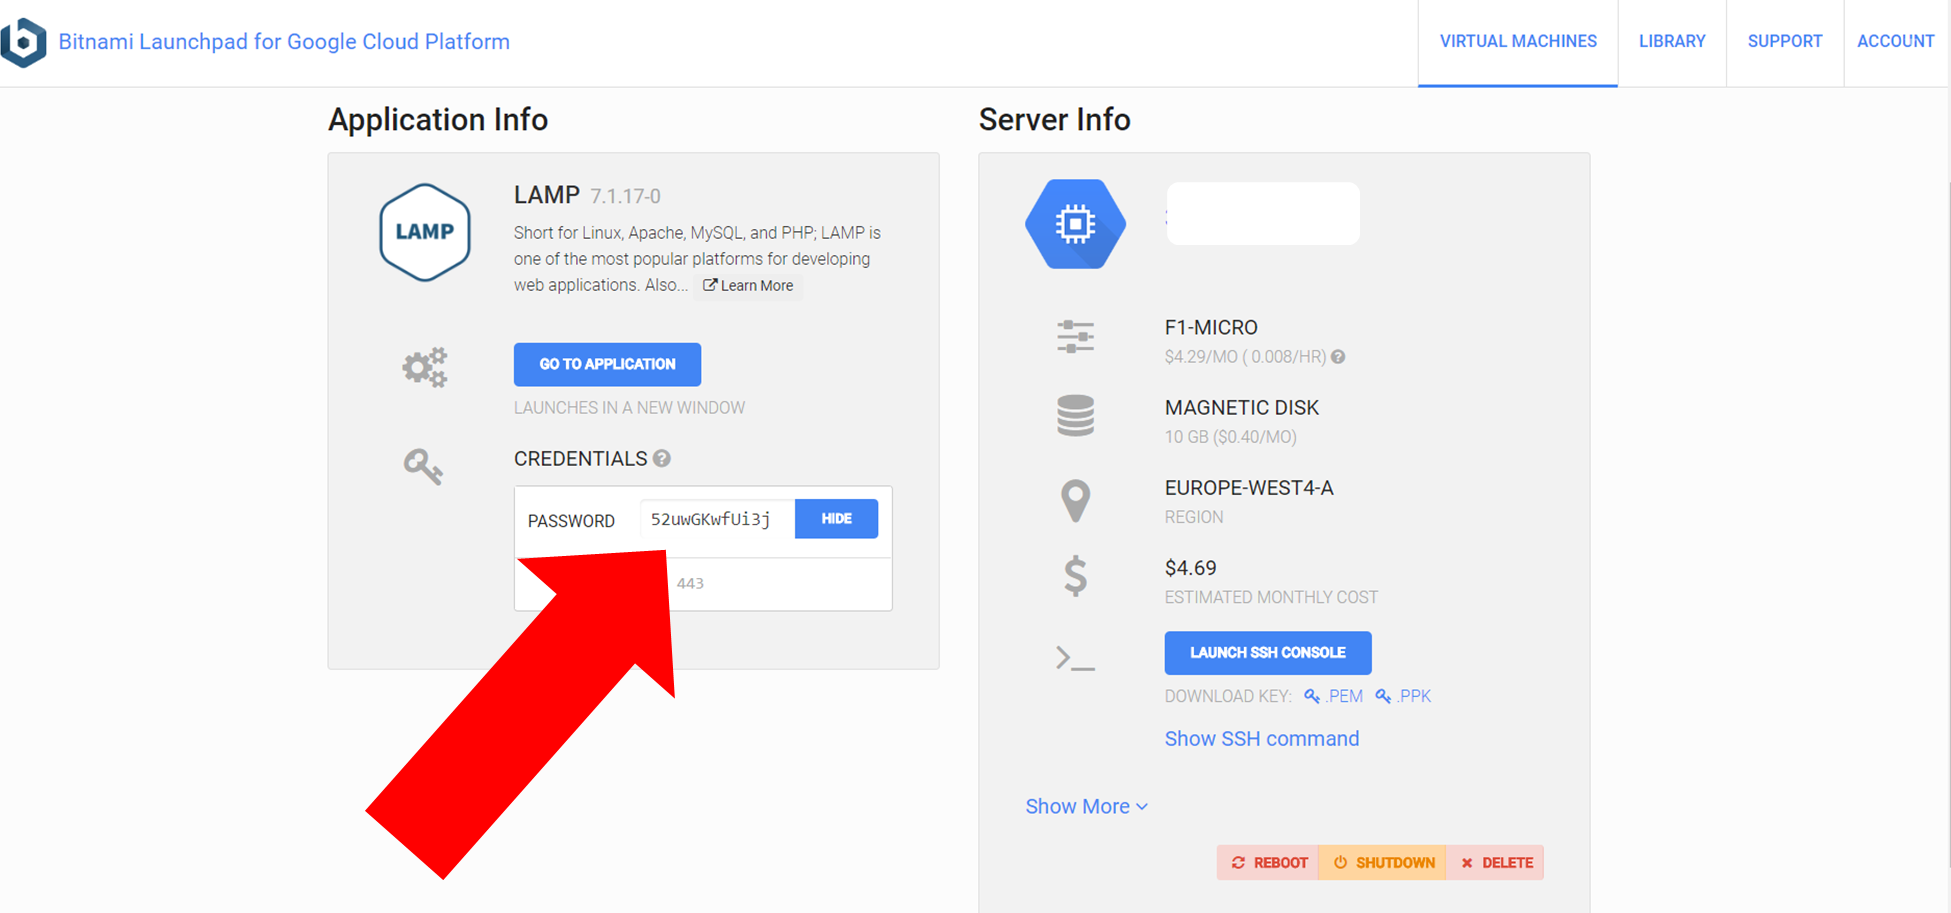 Bitnami Launchpad for Google Cloud Platform
VIRTUAL MACHINES
LIBRARY
SUPPORT
ACCOUNT
Application Info
LAMP
LAMP 7.1.17-0
Short for Linux, Apache, MySQL, and PHP; LAMP is
one of the most popular platforms for developing
web applications. Also... Learn More
GO TO APPLICATION
LAUNCHES IN A NEW WINDOW
CREDENTIALS ?
PASSWORD 52uwGKwfUi3j HIDE
443
Server Info
F1-MICRO
$4.29/MO ( 0.008/HR) ?
MAGNETIC DISK
10 GB ($0.40/MO)
EUROPE-WEST4-A
REGION
$4.69
ESTIMATED MONTHLY COST
LAUNCH SSH CONSOLE
DOWNLOAD KEY: .PEM .PPK
Show SSH command
Show More
REBOOT SHUTDOWN DELETE